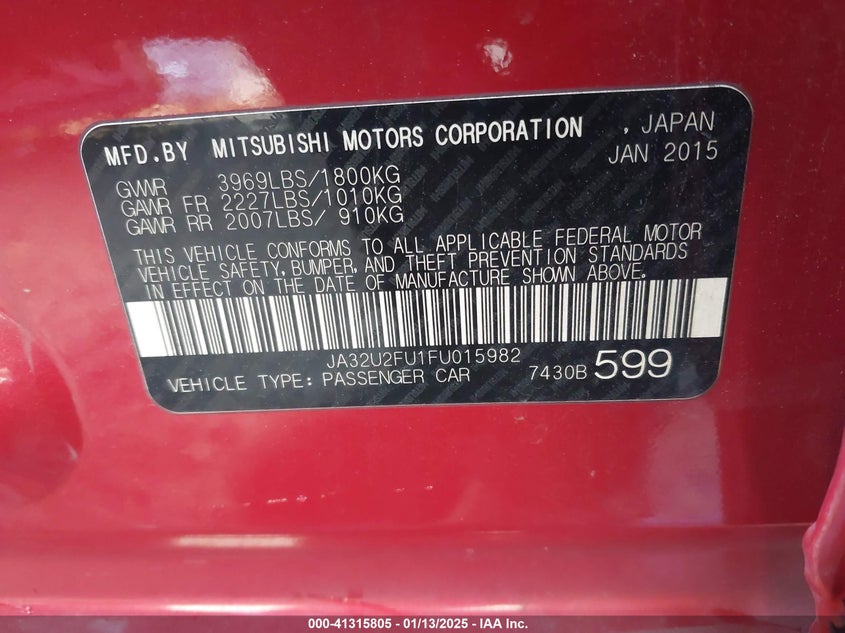 MFD.BY MITSUBISHI MOTORS CORPORATION , JAPAN
JAN 2015
GVWR 3969LBS/1800KG
GAWR FR 2227LBS/1010KG
GAWR RR 2007LBS/ 910KG
THIS VEHICLE CONFORMS TO ALL APPLICABLE FEDERAL MOTOR
VEHICLE SAFETY, BUMPER, AND THEFT PREVENTION STANDARDS
IN EFFECT ON THE DATE OF MANUFACTURE SHOWN ABOVE.
JA32U2FU1FU015982
VEHICLE TYPE: PASSENGER CAR 7430B 599
000-41315805 - 01/13/2025 - IAA Inc.